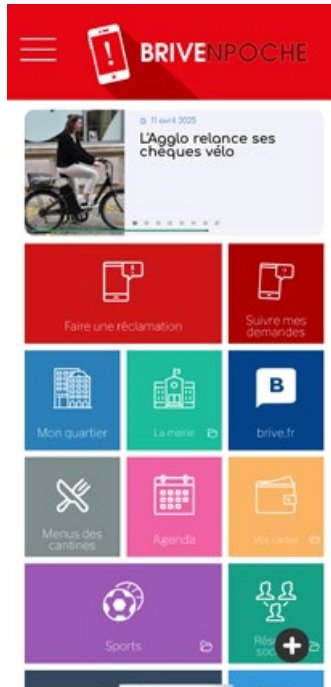 BRIVENPOCHE
11 avril 2025
L'Agglo relance ses
chèques vélo
Faire une réclamation
Suivre mes
demandes
Mon quartier
La mairie
B
brive.fr
Menus des
cantines
Agenda
Vos cartes
Sports